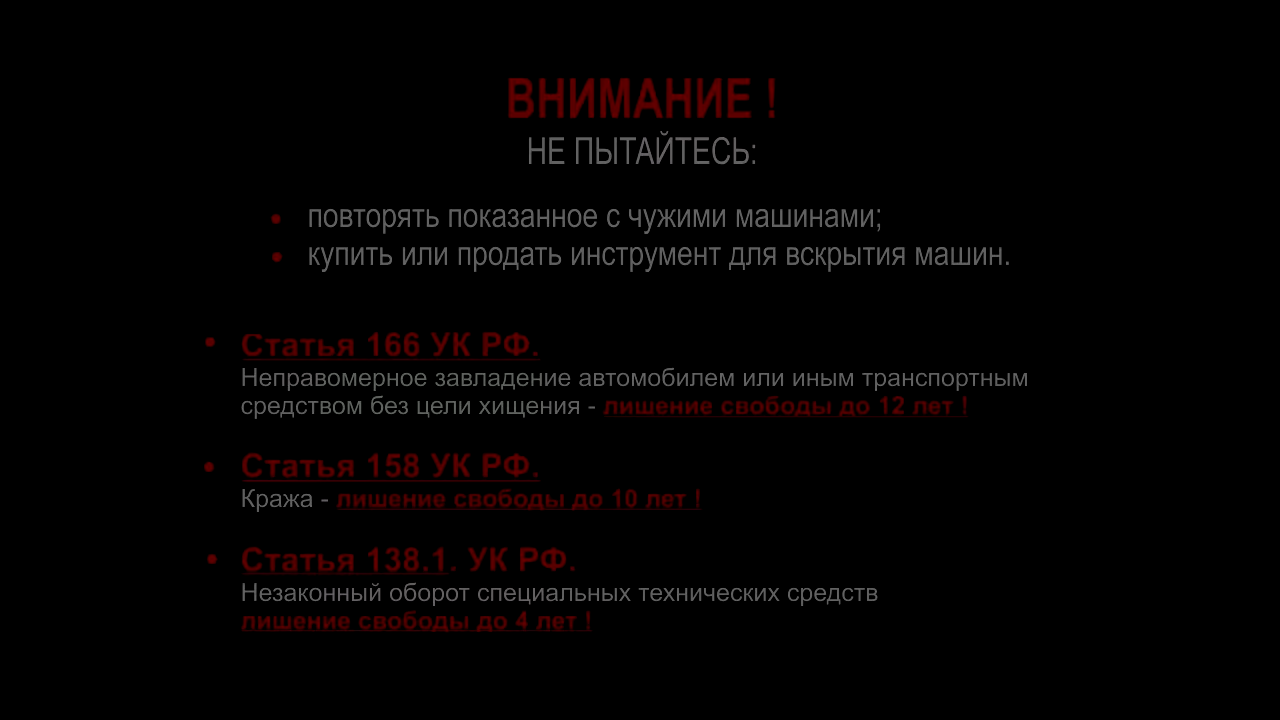 ВНИМАНИЕ !
НЕ ПЫТАЙТЕСЬ:
• повторять показанное с чужими машинами;
• купить или продать инструмент для вскрытия машин.
• Статья 166 УК РФ.
Неправомерное завладение автомобилем или иным транспортным
средством без цели хищения - лишение свободы до 12 лет !
• Статья 158 УК РФ.
Кража - лишение свободы до 10 лет !
• Статья 138.1. УК РФ.
Незаконный оборот специальных технических средств
лишение свободы до 4 лет !